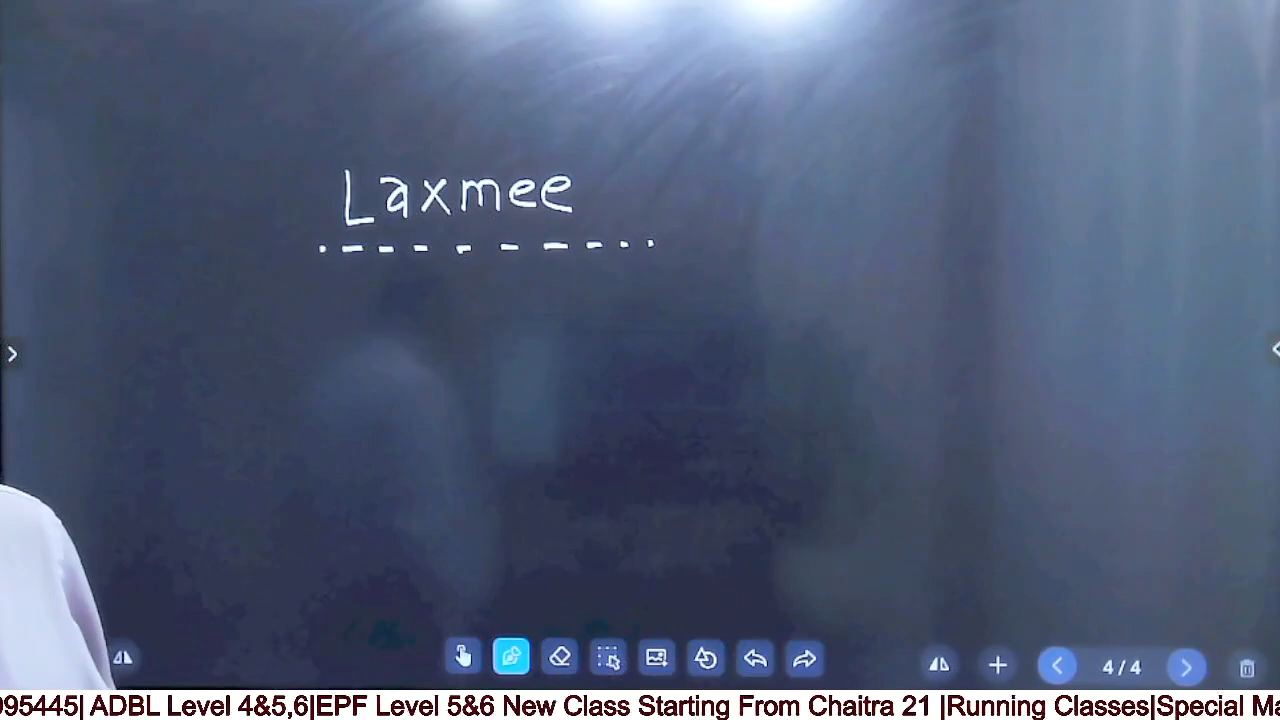 Laxmee
4/4
995445| ADBL Level 4&5,6|EPF Level 5&6 New Class Starting From Chaitra 21 |Running Classes|Special Ma